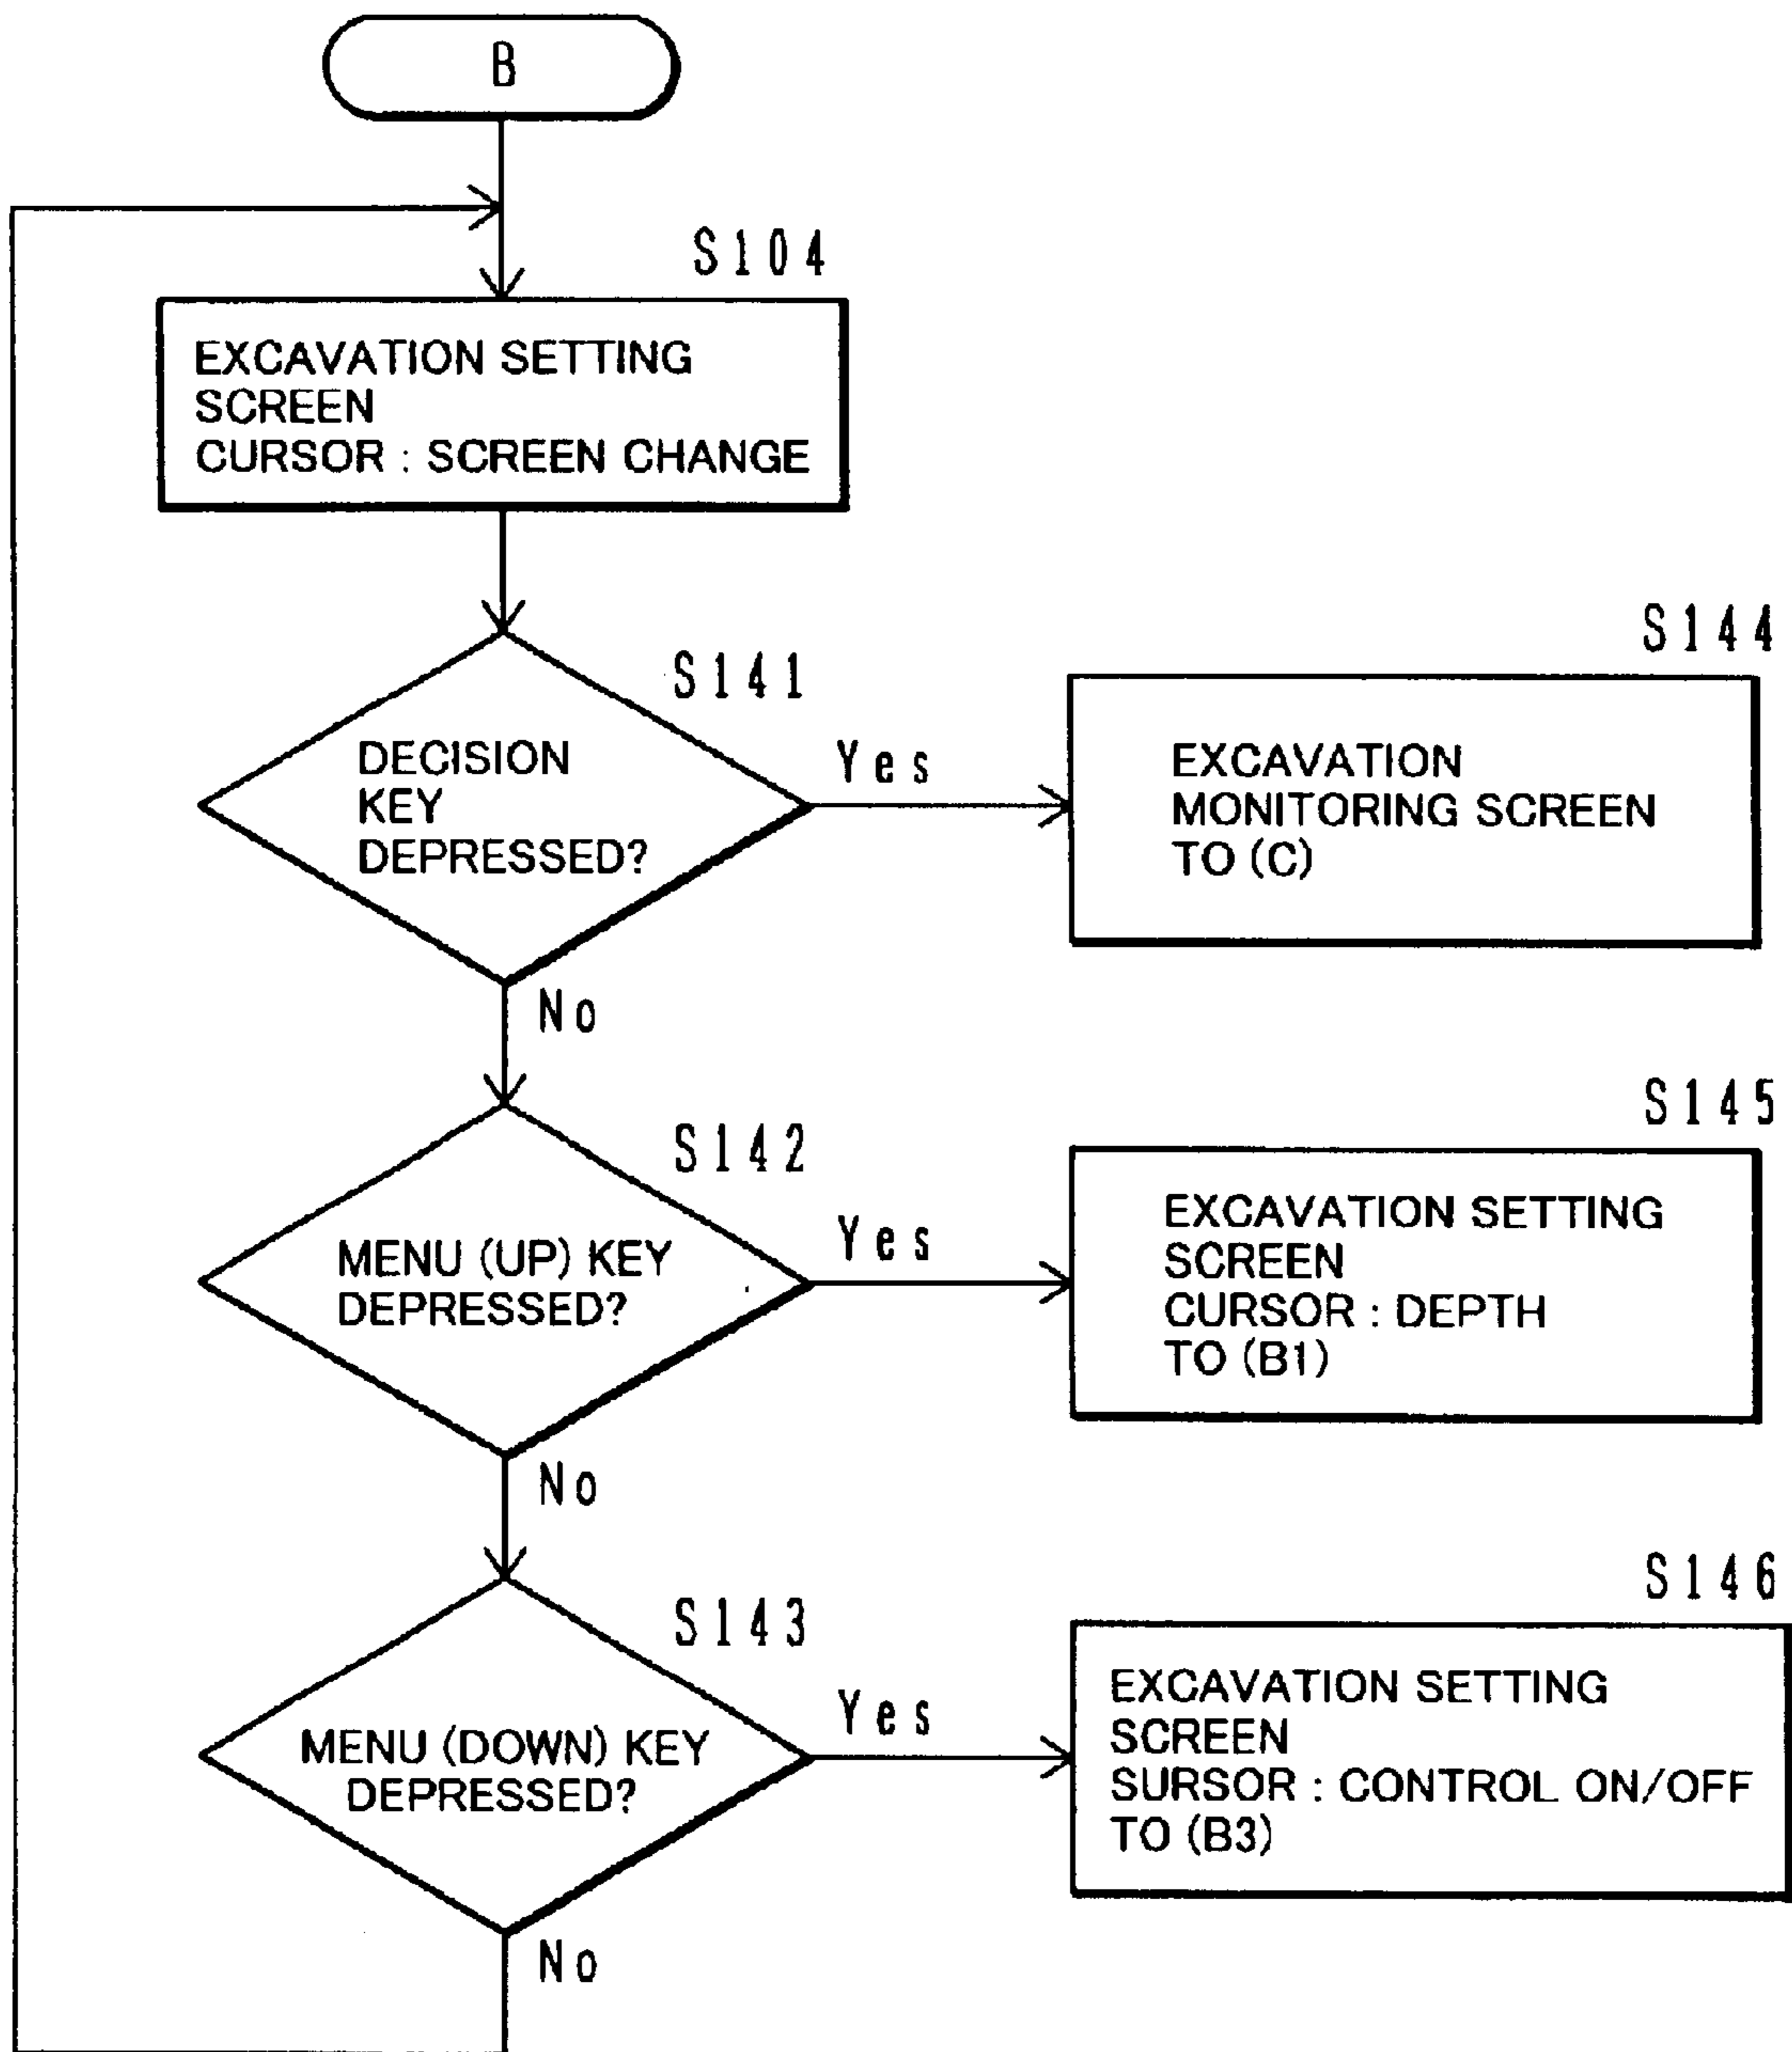 B
S104
EXCAVATION SETTING
SCREEN
CURSOR : SCREEN CHANGE
S141
DECISION
KEY
DEPRESSED?
Yes
No
S144
EXCAVATION
MONITORING SCREEN
TO (C)
S142
MENU (UP) KEY
DEPRESSED?
Yes
No
S145
EXCAVATION SETTING
SCREEN
CURSOR : DEPTH
TO (B1)
S143
MENU (DOWN) KEY
DEPRESSED?
Yes
No
S146
EXCAVATION SETTING
SCREEN
SURSOR : CONTROL ON/OFF
TO (B3)